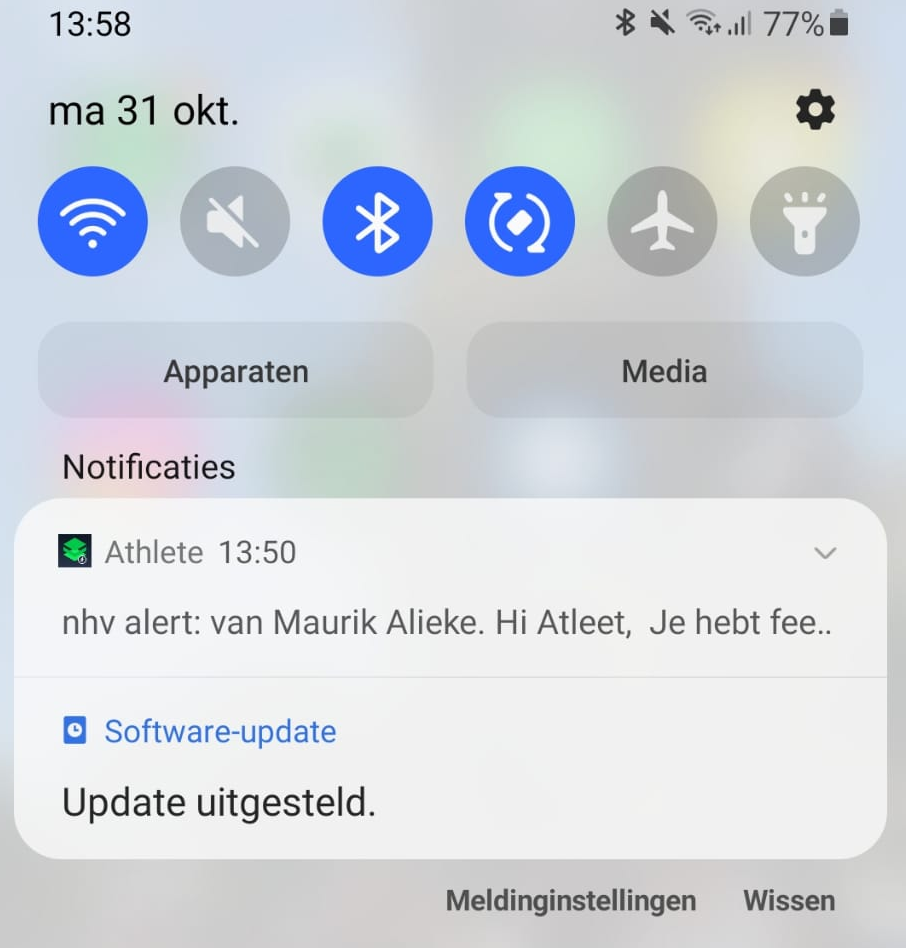 13:58 77%
ma 31 okt.
Apparaten Media
Notificaties
Athlete 13:50
nhv alert: van Maurik Alieke. Hi Atleet, Je hebt fee..
Software-update
Update uitgesteld.
Meldinginstellingen Wissen